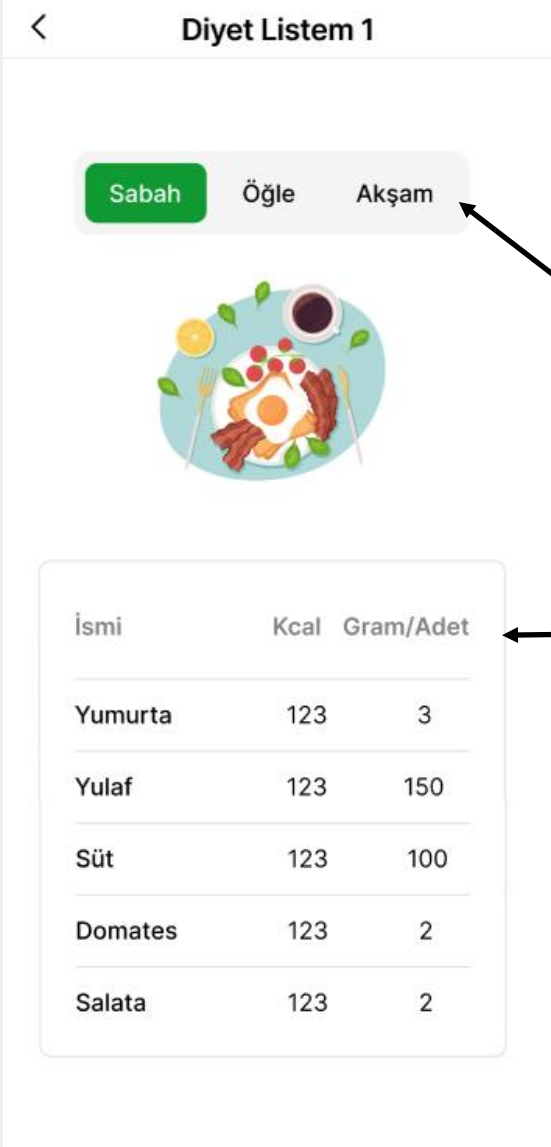 Diyet Listem 1
Sabah Öğle Akşam
İsmi Kcal Gram/Adet
Yumurta 123 3
Yulaf 123 150
Süt 123 100
Domates 123 2
Salata 123 2